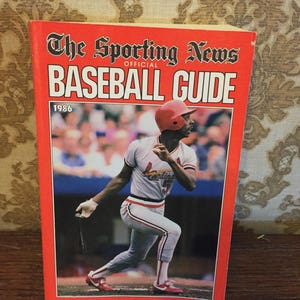 The Sporting News
OFFICIAL
BASEBALL GUIDE
1986